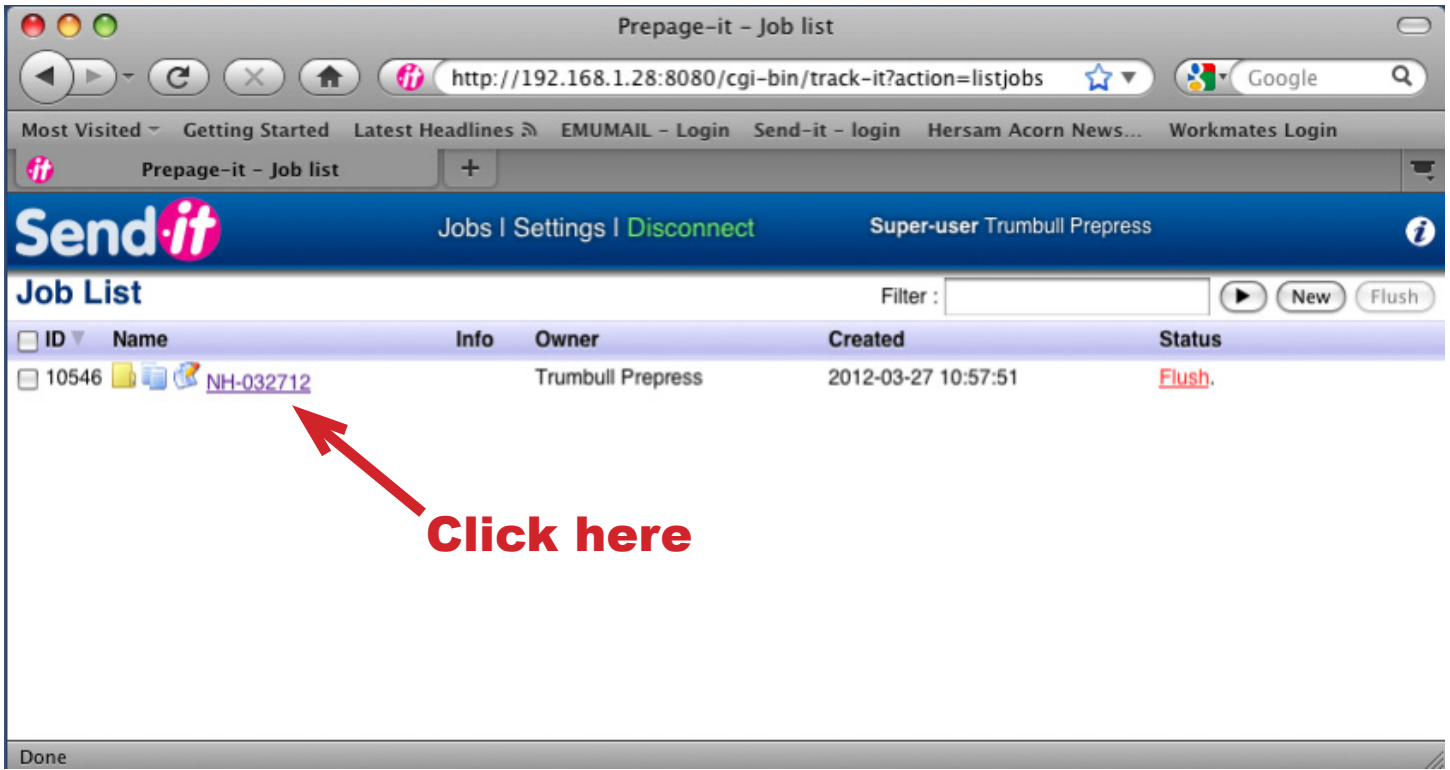 Prepage-it – Job list
it http://192.168.1.28:8080/cgi-bin/track-it?action=listjobs Google
Most Visited Getting Started Latest Headlines EMUMAIL – Login Send-it – login Hersam Acorn News... Workmates Login
it Prepage-it – Job list +
Send-it Jobs | Settings | Disconnect Super-user Trumbull Prepress i
Job List Filter : New Flush
ID Name Info Owner Created Status
10546 NH-032712 Trumbull Prepress 2012-03-27 10:57:51 Flush.
Click here
Done